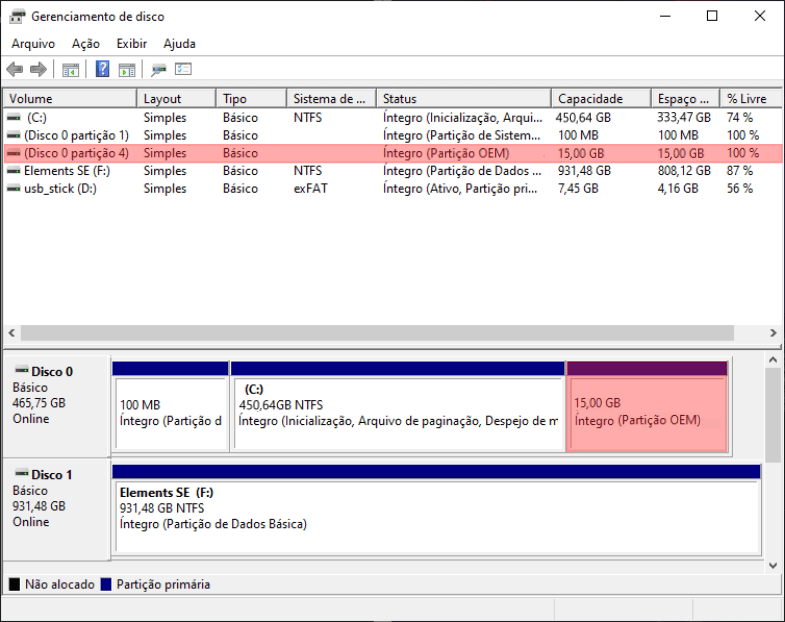 Gerenciamento de disco
Arquivo Ação Exibir Ajuda
Volume Layout Tipo Sistema de ... Status Capacidade Espaço ... % Livre
(C:) Simples Básico NTFS Íntegro (Inicialização, Arqui... 450,64 GB 333,47 GB 74 %
(Disco 0 partição 1) Simples Básico Íntegro (Partição de Sistem... 100 MB 100 MB 100 %
(Disco 0 partição 4) Simples Básico Íntegro (Partição OEM) 15,00 GB 15,00 GB 100 %
Elements SE (F:) Simples Básico NTFS Íntegro (Partição de Dados ... 931,48 GB 808,12 GB 87 %
usb_stick (D:) Simples Básico exFAT Íntegro (Ativo, Partição pri... 7,45 GB 4,16 GB 56 %
Disco 0
Básico
465,75 GB
Online
100 MB
Íntegro (Partição d
(C:)
450,64GB NTFS
Íntegro (Inicialização, Arquivo de paginação, Despejo de m
15,00 GB
Íntegro (Partição OEM)
Disco 1
Básico
931,48 GB
Online
Elements SE (F:)
931,48 GB NTFS
Íntegro (Partição de Dados Básica)
Não alocado Partição primária